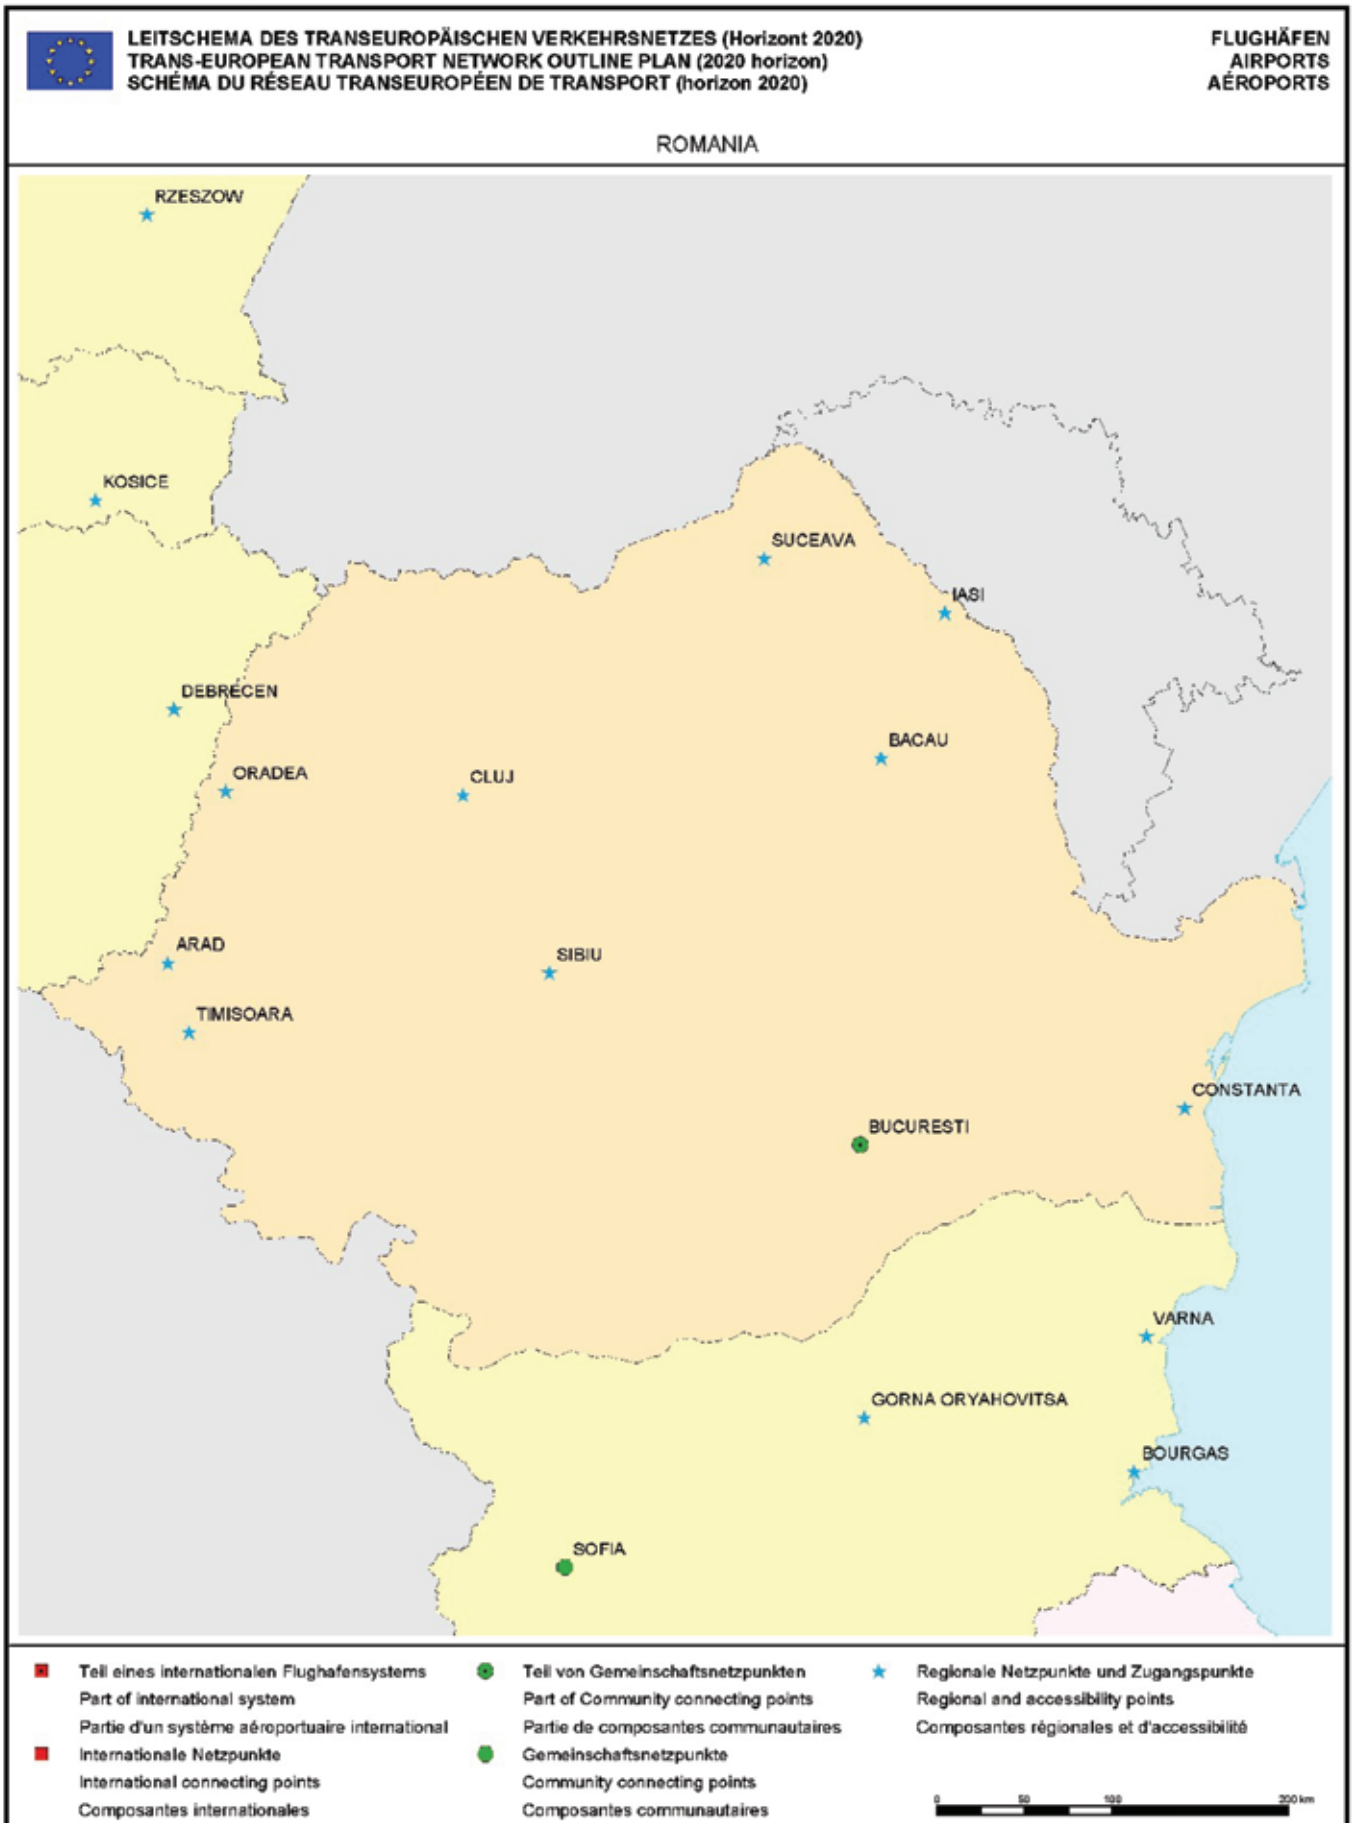 LEITSCHEMA DES TRANSEUROPÄISCHEN VERKEHRSNETZES (Horizont 2020)
TRANS-EUROPEAN TRANSPORT NETWORK OUTLINE PLAN (2020 horizon)
SCHÉMA DU RÉSEAU TRANSEUROPÉEN DE TRANSPORT (horizon 2020)
FLUGHÄFEN
AIRPORTS
AÉROPORTS
ROMANIA
RZESZOW
KOSICE
SUCEAVA
IASI
DEBRECEN
BACAU
ORADEA
CLUJ
ARAD
SIBIU
TIMISOARA
CONSTANTA
BUCURESTI
VARNA
GORNA ORYAHOVITSA
BOURGAS
SOFIA
Teil eines internationalen Flughafensystems
Part of international system
Partie d'un système aéroportuaire international
Internationale Netzpunkte
International connecting points
Composantes internationales
Teil von Gemeinschaftsnetzpunkten
Part of Community connecting points
Partie de composantes communautaires
Gemeinschaftsnetzpunkte
Community connecting points
Composantes communautaires
Regionale Netzpunkte und Zugangspunkte
Regional and accessibility points
Composantes régionales et d'accessibilité
0 50 100 200 km